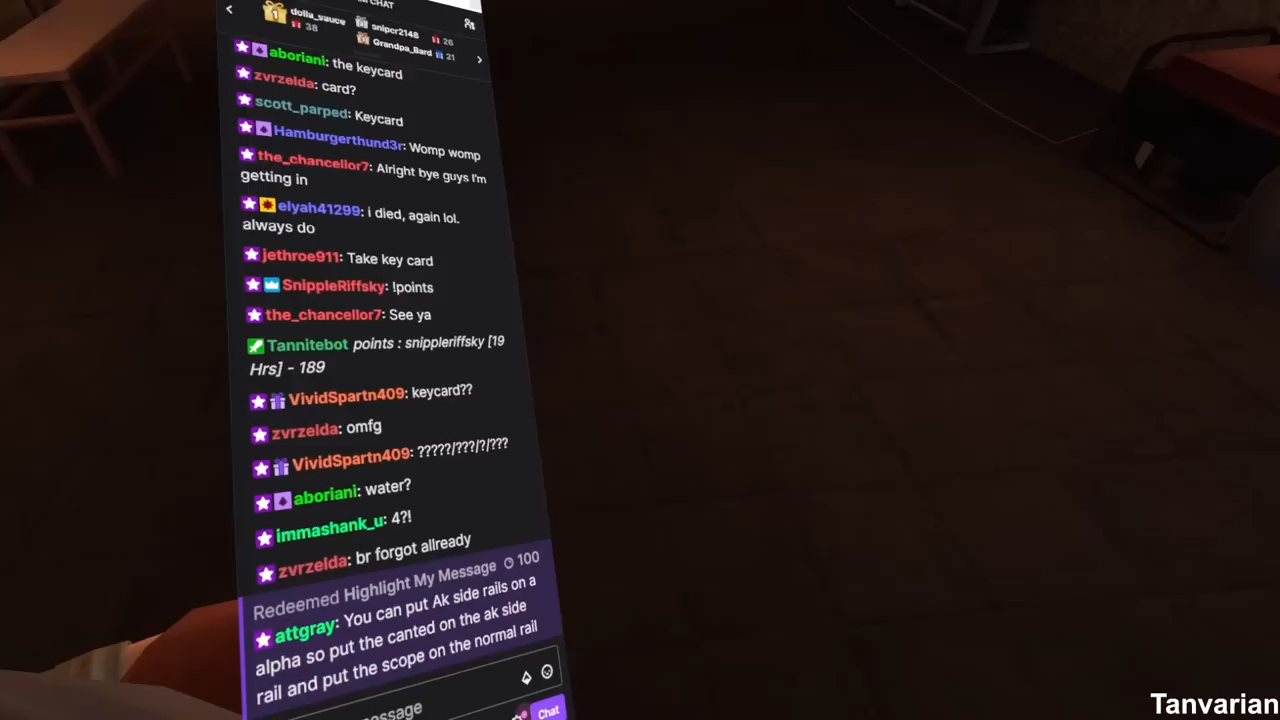 CHAT
dolla_sauce
38
sniper2148 26
Grandpa_Bard 21
aboriani: the keycard
zvrzelda: card?
scott_parped: Keycard
Hamburgerthund3r: Womp womp
the_chancellor7: Alright bye guys I'm
getting in
elyah41299: i died, again lol.
always do
jethroe911: Take key card
SnippleRiffsky: !points
the_chancellor7: See ya
Tannitebot points : snippleriffsky [19
Hrs] - 189
VividSpartn409: keycard??
zvrzelda: omfg
VividSpartn409: ?????/???/?/???
aboriani: water?
immashank_u: 4?!
zvrzelda: br forgot allready
Redeemed Highlight My Message 100
attgray: You can put Ak side rails on a
alpha so put the canted on the ak side
rail and put the scope on the normal rail
Chat
Tanvarian